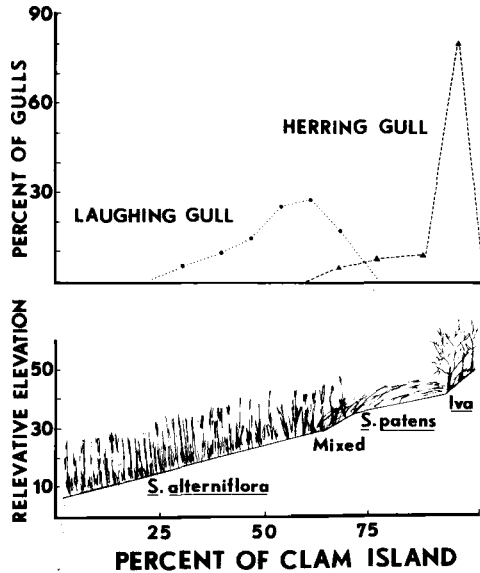 90
60
30
PERCENT OF GULLS
HERRING GULL
LAUGHING GULL
RELEVATIVE ELEVATION
50
30
10
Iva
S. patens
Mixed
S. alterniflora
25
50
75
PERCENT OF CLAM ISLAND